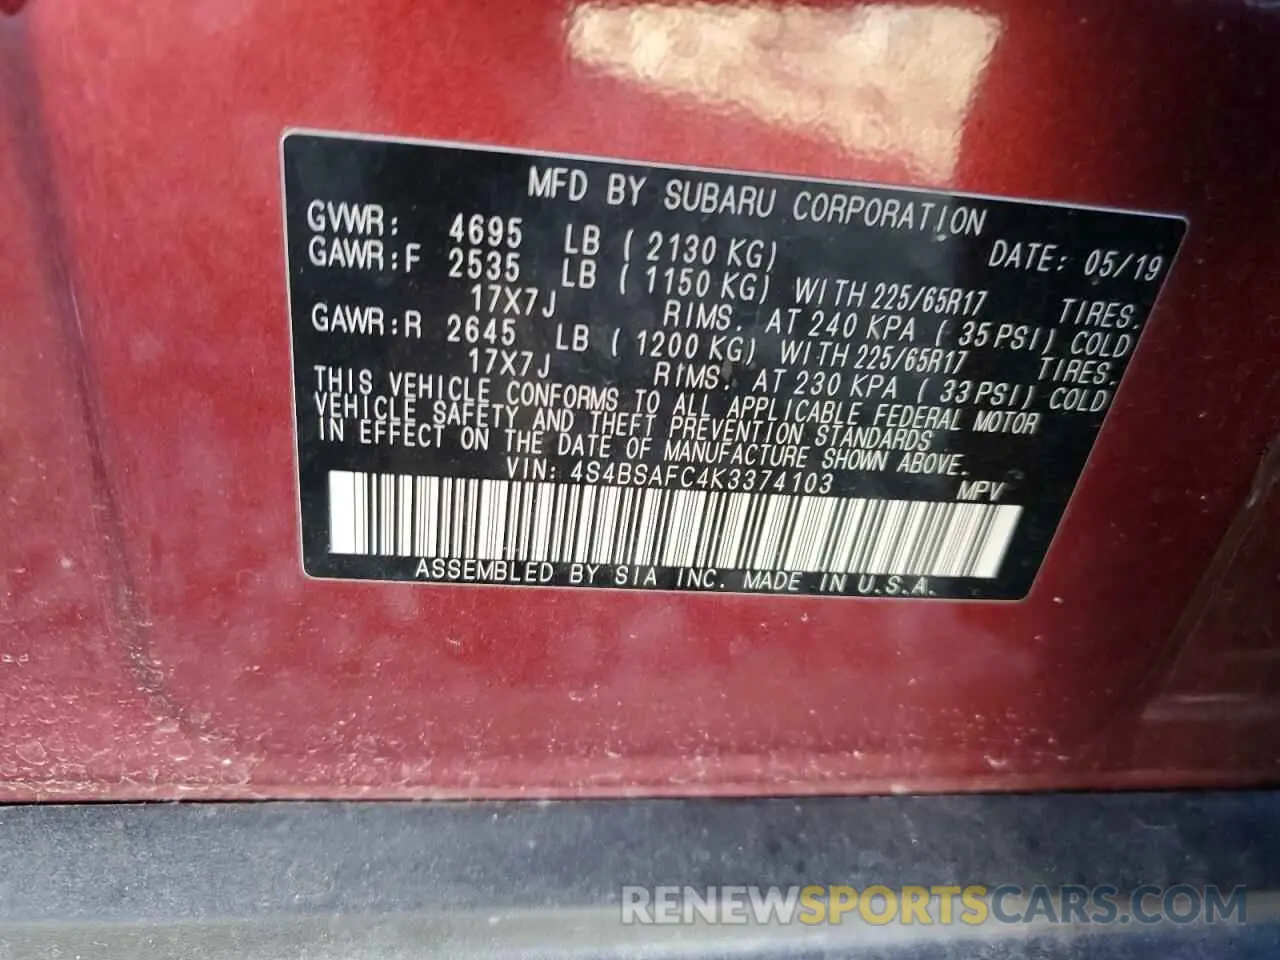 MFD BY SUBARU CORPORATION
GVWR: 4695 LB ( 2130 KG) DATE: 05/19
GAWR:F 2535 LB ( 1150 KG) WITH 225/65R17 TIRES.
17X7J RIMS. AT 240 KPA ( 35PSI) COLD
GAWR:R 2645 LB ( 1200 KG) WITH 225/65R17 TIRES.
17X7J RIMS. AT 230 KPA ( 33PSI) COLD
THIS VEHICLE CONFORMS TO ALL APPLICABLE FEDERAL MOTOR
VEHICLE SAFETY AND THEFT PREVENTION STANDARDS
IN EFFECT ON THE DATE OF MANUFACTURE SHOWN ABOVE.
VIN: 4S4BSAFC4K3374103 MPV
ASSEMBLED BY SIA INC. MADE IN U.S.A.
RENEWSPORTSCARS.COM